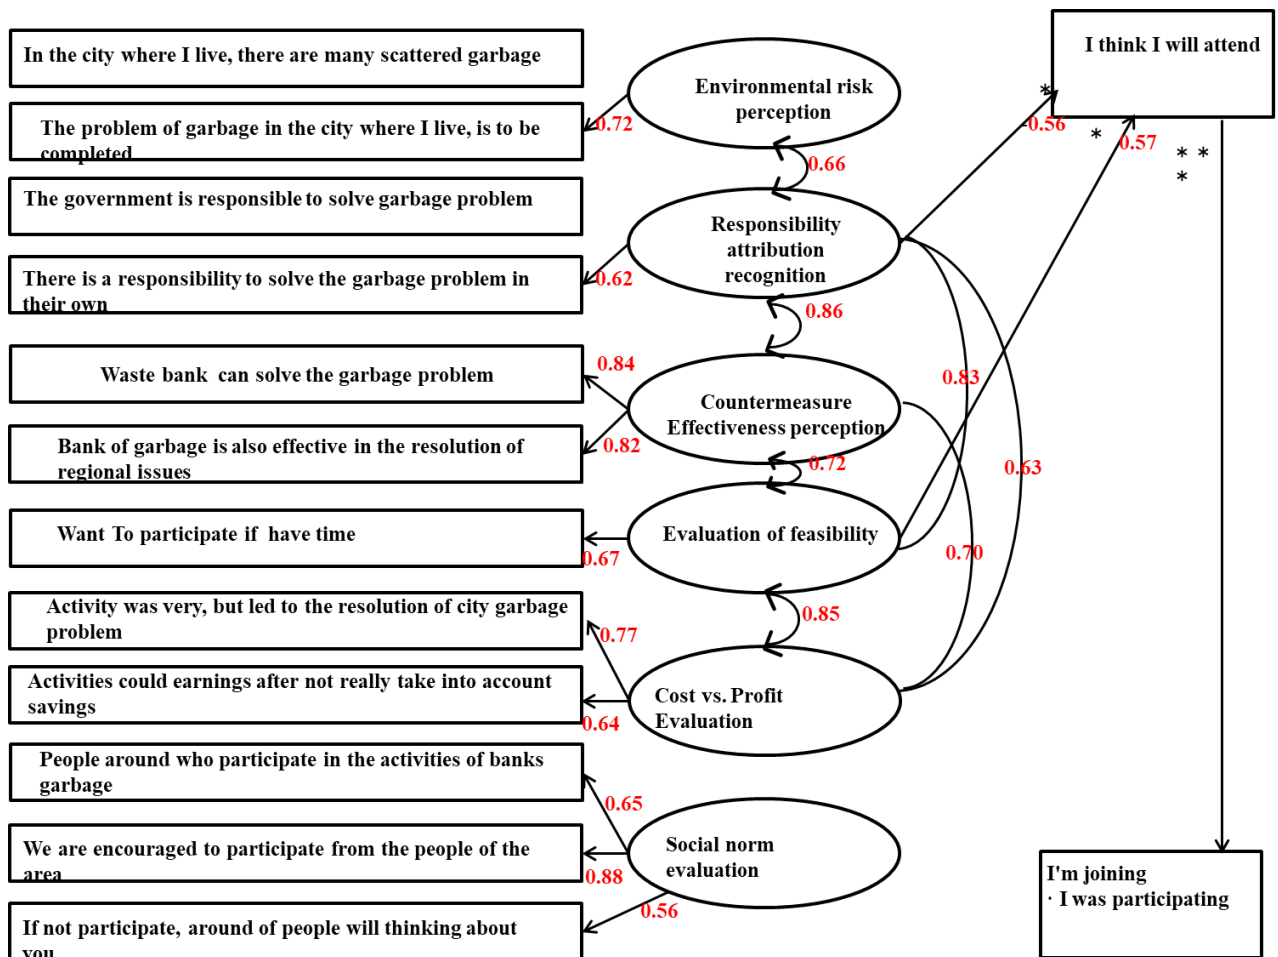 In the city where I live, there are many scattered garbage
The problem of garbage in the city where I live, is to be
completed
The government is responsible to solve garbage problem
There is a responsibility to solve the garbage problem in
their own
Waste bank can solve the garbage problem
Bank of garbage is also effective in the resolution of
regional issues
Want To participate if have time
Activity was very, but led to the resolution of city garbage
problem
Activities could earnings after not really take into account
savings
People around who participate in the activities of banks
garbage
We are encouraged to participate from the people of the
area
If not participate, around of people will thinking about
you
0.72
0.62
0.84
0.82
0.67
0.77
0.64
0.65
0.88
0.56
Environmental risk
perception
0.66
Responsibility
attribution
recognition
0.86
Countermeasure
Effectiveness perception
0.72
Evaluation of feasibility
0.85
Cost vs. Profit
Evaluation
Social norm
evaluation
0.83
0.63
0.70
*
-0.56
*
0.57
* *
*
I think I will attend
I'm joining
· I was participating